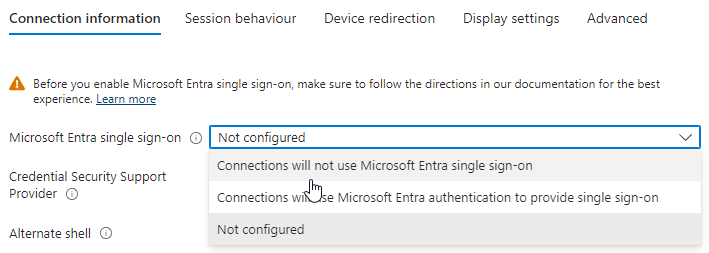 Connection information Session behaviour Device redirection Display settings Advanced
Before you enable Microsoft Entra single sign-on, make sure to follow the directions in our documentation for the best
experience. Learn more
Microsoft Entra single sign-on Not configured
Connections will not use Microsoft Entra single sign-on
Credential Security Support
Provider
Connections will use Microsoft Entra authentication to provide single sign-on
Alternate shell
Not configured